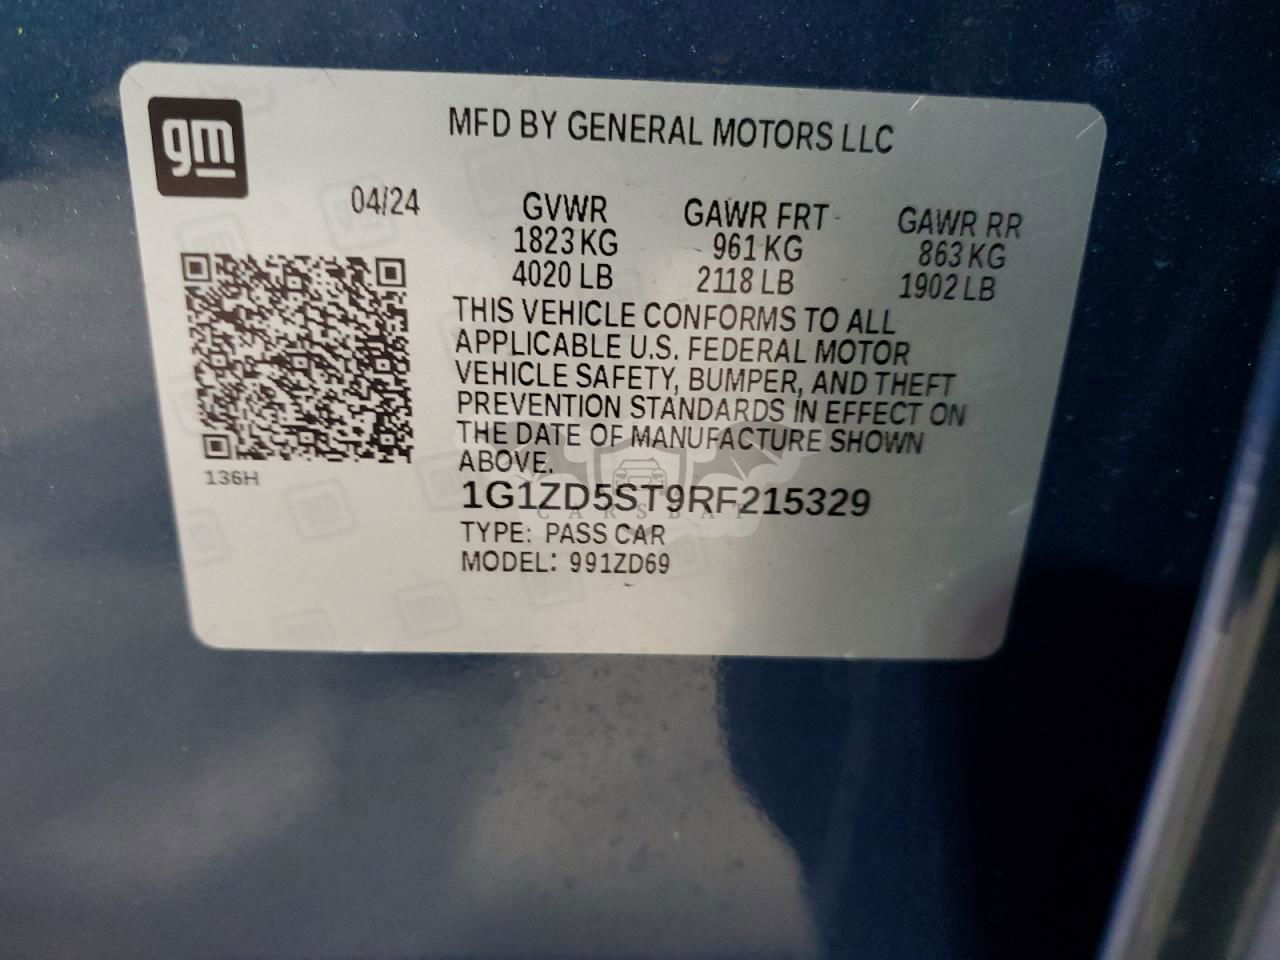 gm
MFD BY GENERAL MOTORS LLC
04/24
GVWR GAWR FRT GAWR RR
1823 KG 961 KG 863 KG
4020 LB 2118 LB 1902 LB
THIS VEHICLE CONFORMS TO ALL
APPLICABLE U.S. FEDERAL MOTOR
VEHICLE SAFETY, BUMPER, AND THEFT
PREVENTION STANDARDS IN EFFECT ON
THE DATE OF MANUFACTURE SHOWN
ABOVE.
136H
1G1ZD5ST9RF215329
CARSBAT
TYPE: PASS CAR
MODEL: 991ZD69